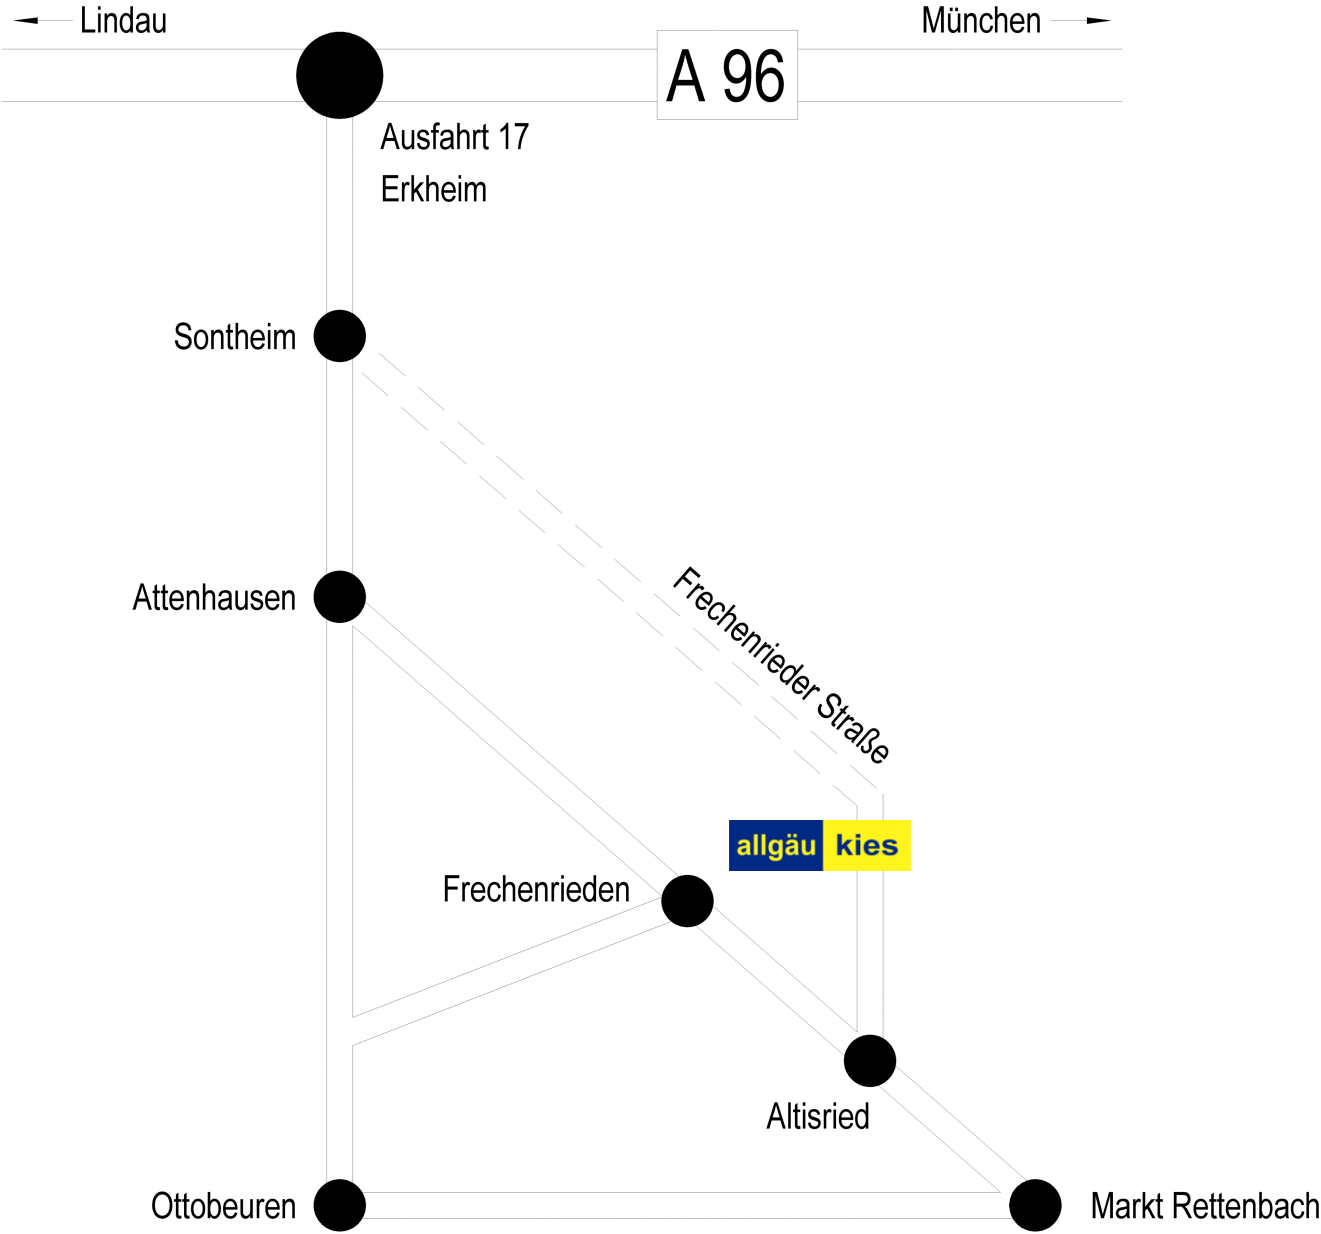 Lindau
München
A 96
Ausfahrt 17
Erkheim
Sontheim
Attenhausen
Frechenrieder Straße
allgäu kies
Frechenrieden
Altisried
Ottobeuren
Markt Rettenbach